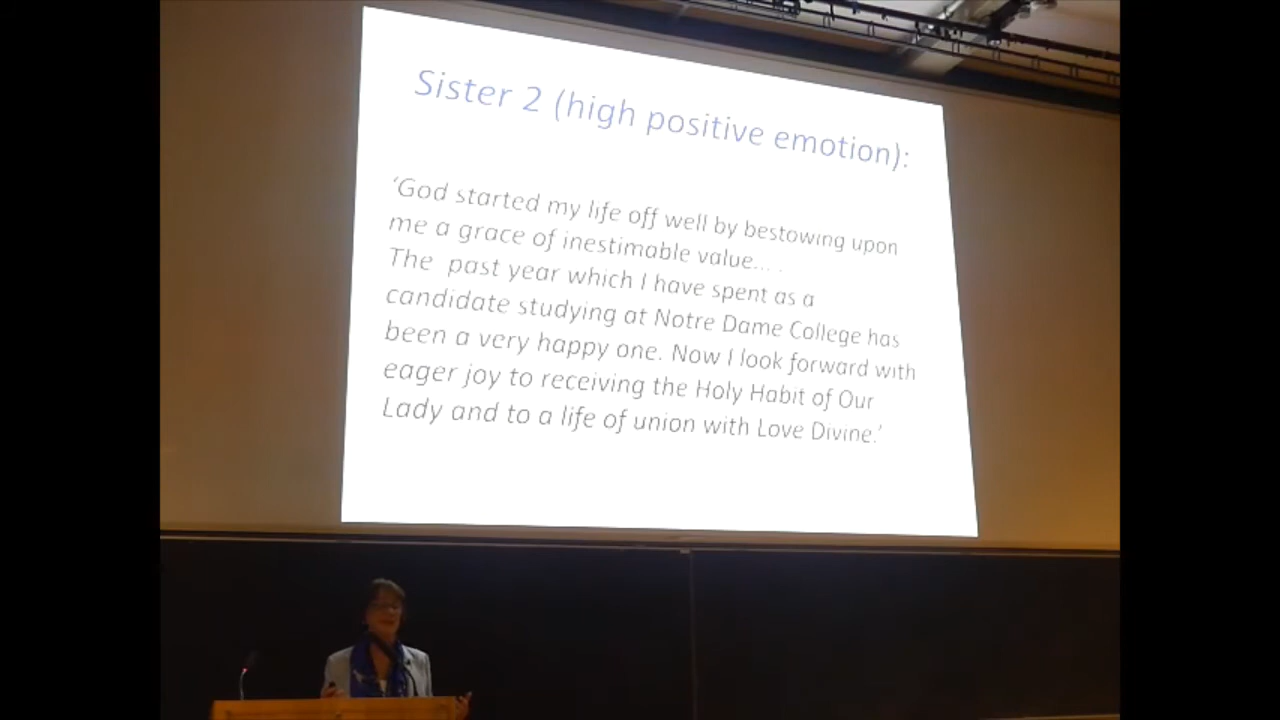 Sister 2 (high positive emotion):
‘God started my life off well by bestowing upon
me a grace of inestimable value... .
The past year which I have spent as a
candidate studying at Notre Dame College has
been a very happy one. Now I look forward with
eager joy to receiving the Holy Habit of Our
Lady and to a life of union with Love Divine.’